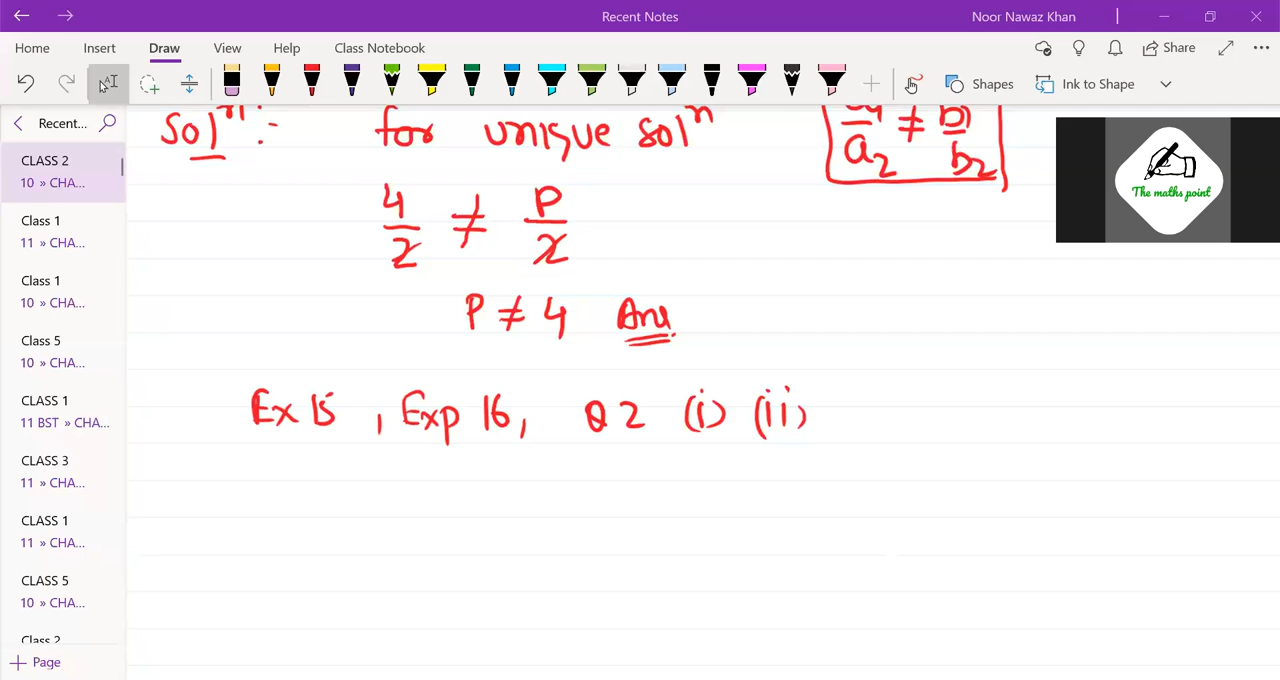 Recent Notes
Noor Nawaz Khan
Home Insert Draw View Help Class Notebook
Share
Shapes
Ink to Shape
Recent...
CLASS 2
10 » CHA...
Class 1
11 » CHA...
Class 1
10 » CHA...
Class 5
10 » CHA...
CLASS 1
11 BST » CHA...
CLASS 3
11 » CHA...
CLASS 1
11 » CHA...
CLASS 5
10 » CHA...
Class 2
Page
Solⁿ:- for unique solⁿ
a1/a2 ≠ b1/b2
4/2 ≠ P/2
P ≠ 4 Ans
Ex 15 , Exp 16, Q 2 (i) (ii)
The maths point